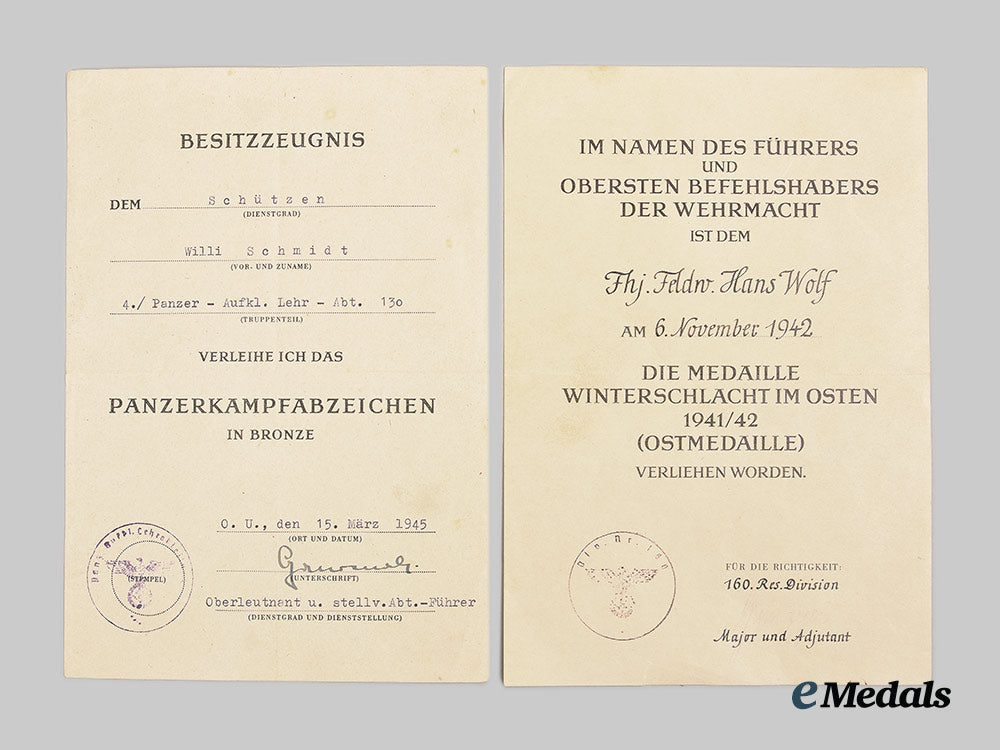 BESITZZEUGNIS
DEM Schützen
(DIENSTGRAD)
Willi Schmidt
(VOR- UND ZUNAME)
4./ Panzer - Aufkl. Lehr - Abt. 130
(TRUPPENTEIL)
VERLEIHE ICH DAS
PANZERKAMPFABZEICHEN
IN BRONZE
O. U., den 15. März 1945
(ORT UND DATUM)
(STEMPEL)
(UNTERSCHRIFT)
Oberleutnant u. stellv.Abt.-Führer
(DIENSTGRAD UND DIENSTSTELLUNG)
IM NAMEN DES FÜHRERS
UND
OBERSTEN BEFEHLSHABERS
DER WEHRMACHT
IST DEM
Fhj. Feldw. Hans Wolf
AM 6. November 1942
DIE MEDAILLE
WINTERSCHLACHT IM OSTEN
1941/42
(OSTMEDAILLE)
VERLIEHEN WORDEN.
Div. Nr. 160
FÜR DIE RICHTIGKEIT:
160. Res. Division
Major und Adjutant
eMedals